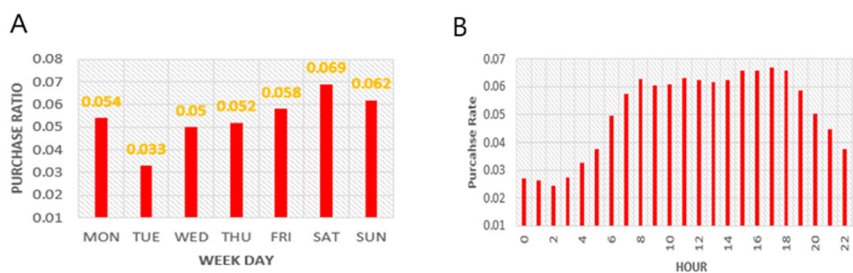 A
PURCHASE RATIO
0.08
0.07
0.06
0.05
0.04
0.03
0.02
0.01
0.054
0.033
0.05
0.052
0.058
0.069
0.062
MON TUE WED THU FRI SAT SUN
WEEK DAY
B
Purcahse Rate
0.07
0.06
0.05
0.04
0.03
0.02
0.01
0 2 4 6 8 10 12 14 16 18 20 22
HOUR